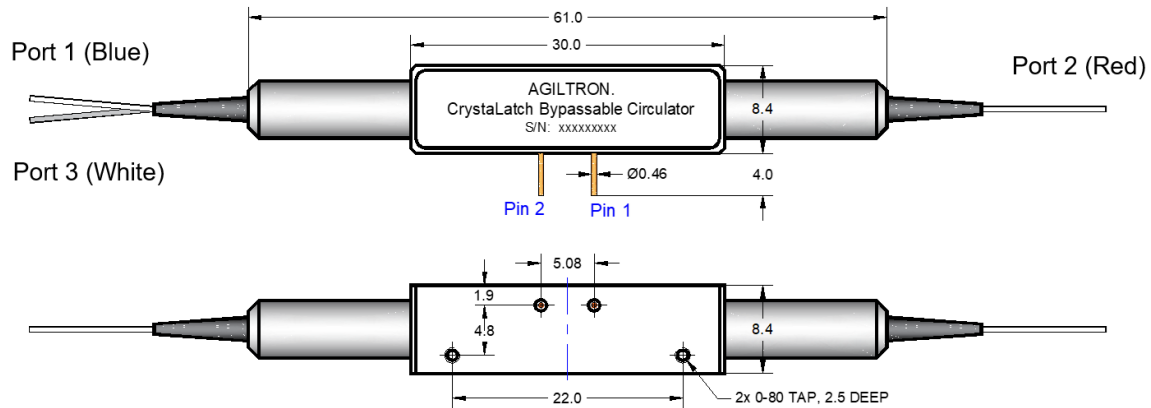 61.0
Port 1 (Blue)
30.0
Port 2 (Red)
AGILTRON.
CrystaLatch Bypassable Circulator
S/N: xxxxxxxxx
8.4
Port 3 (White)
Ø0.46
4.0
Pin 2
Pin 1
5.08
1.9
4.8
8.4
22.0
2x 0-80 TAP, 2.5 DEEP